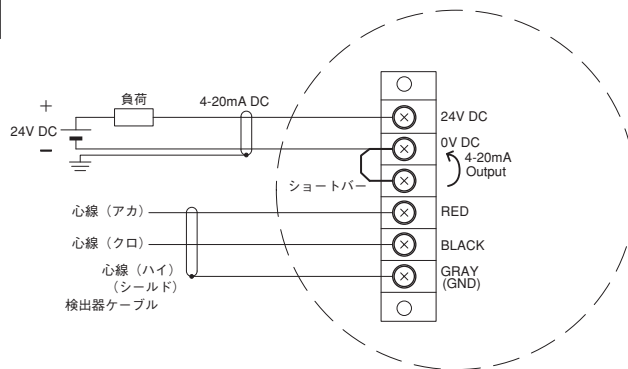 負荷
4-20mA DC
+
24V DC
−
24V DC
0V DC
4-20mA
Output
ショートバー
心線（アカ）
RED
心線（クロ）
BLACK
心線（ハイ）
（シールド）
検出器ケーブル
GRAY
(GND)